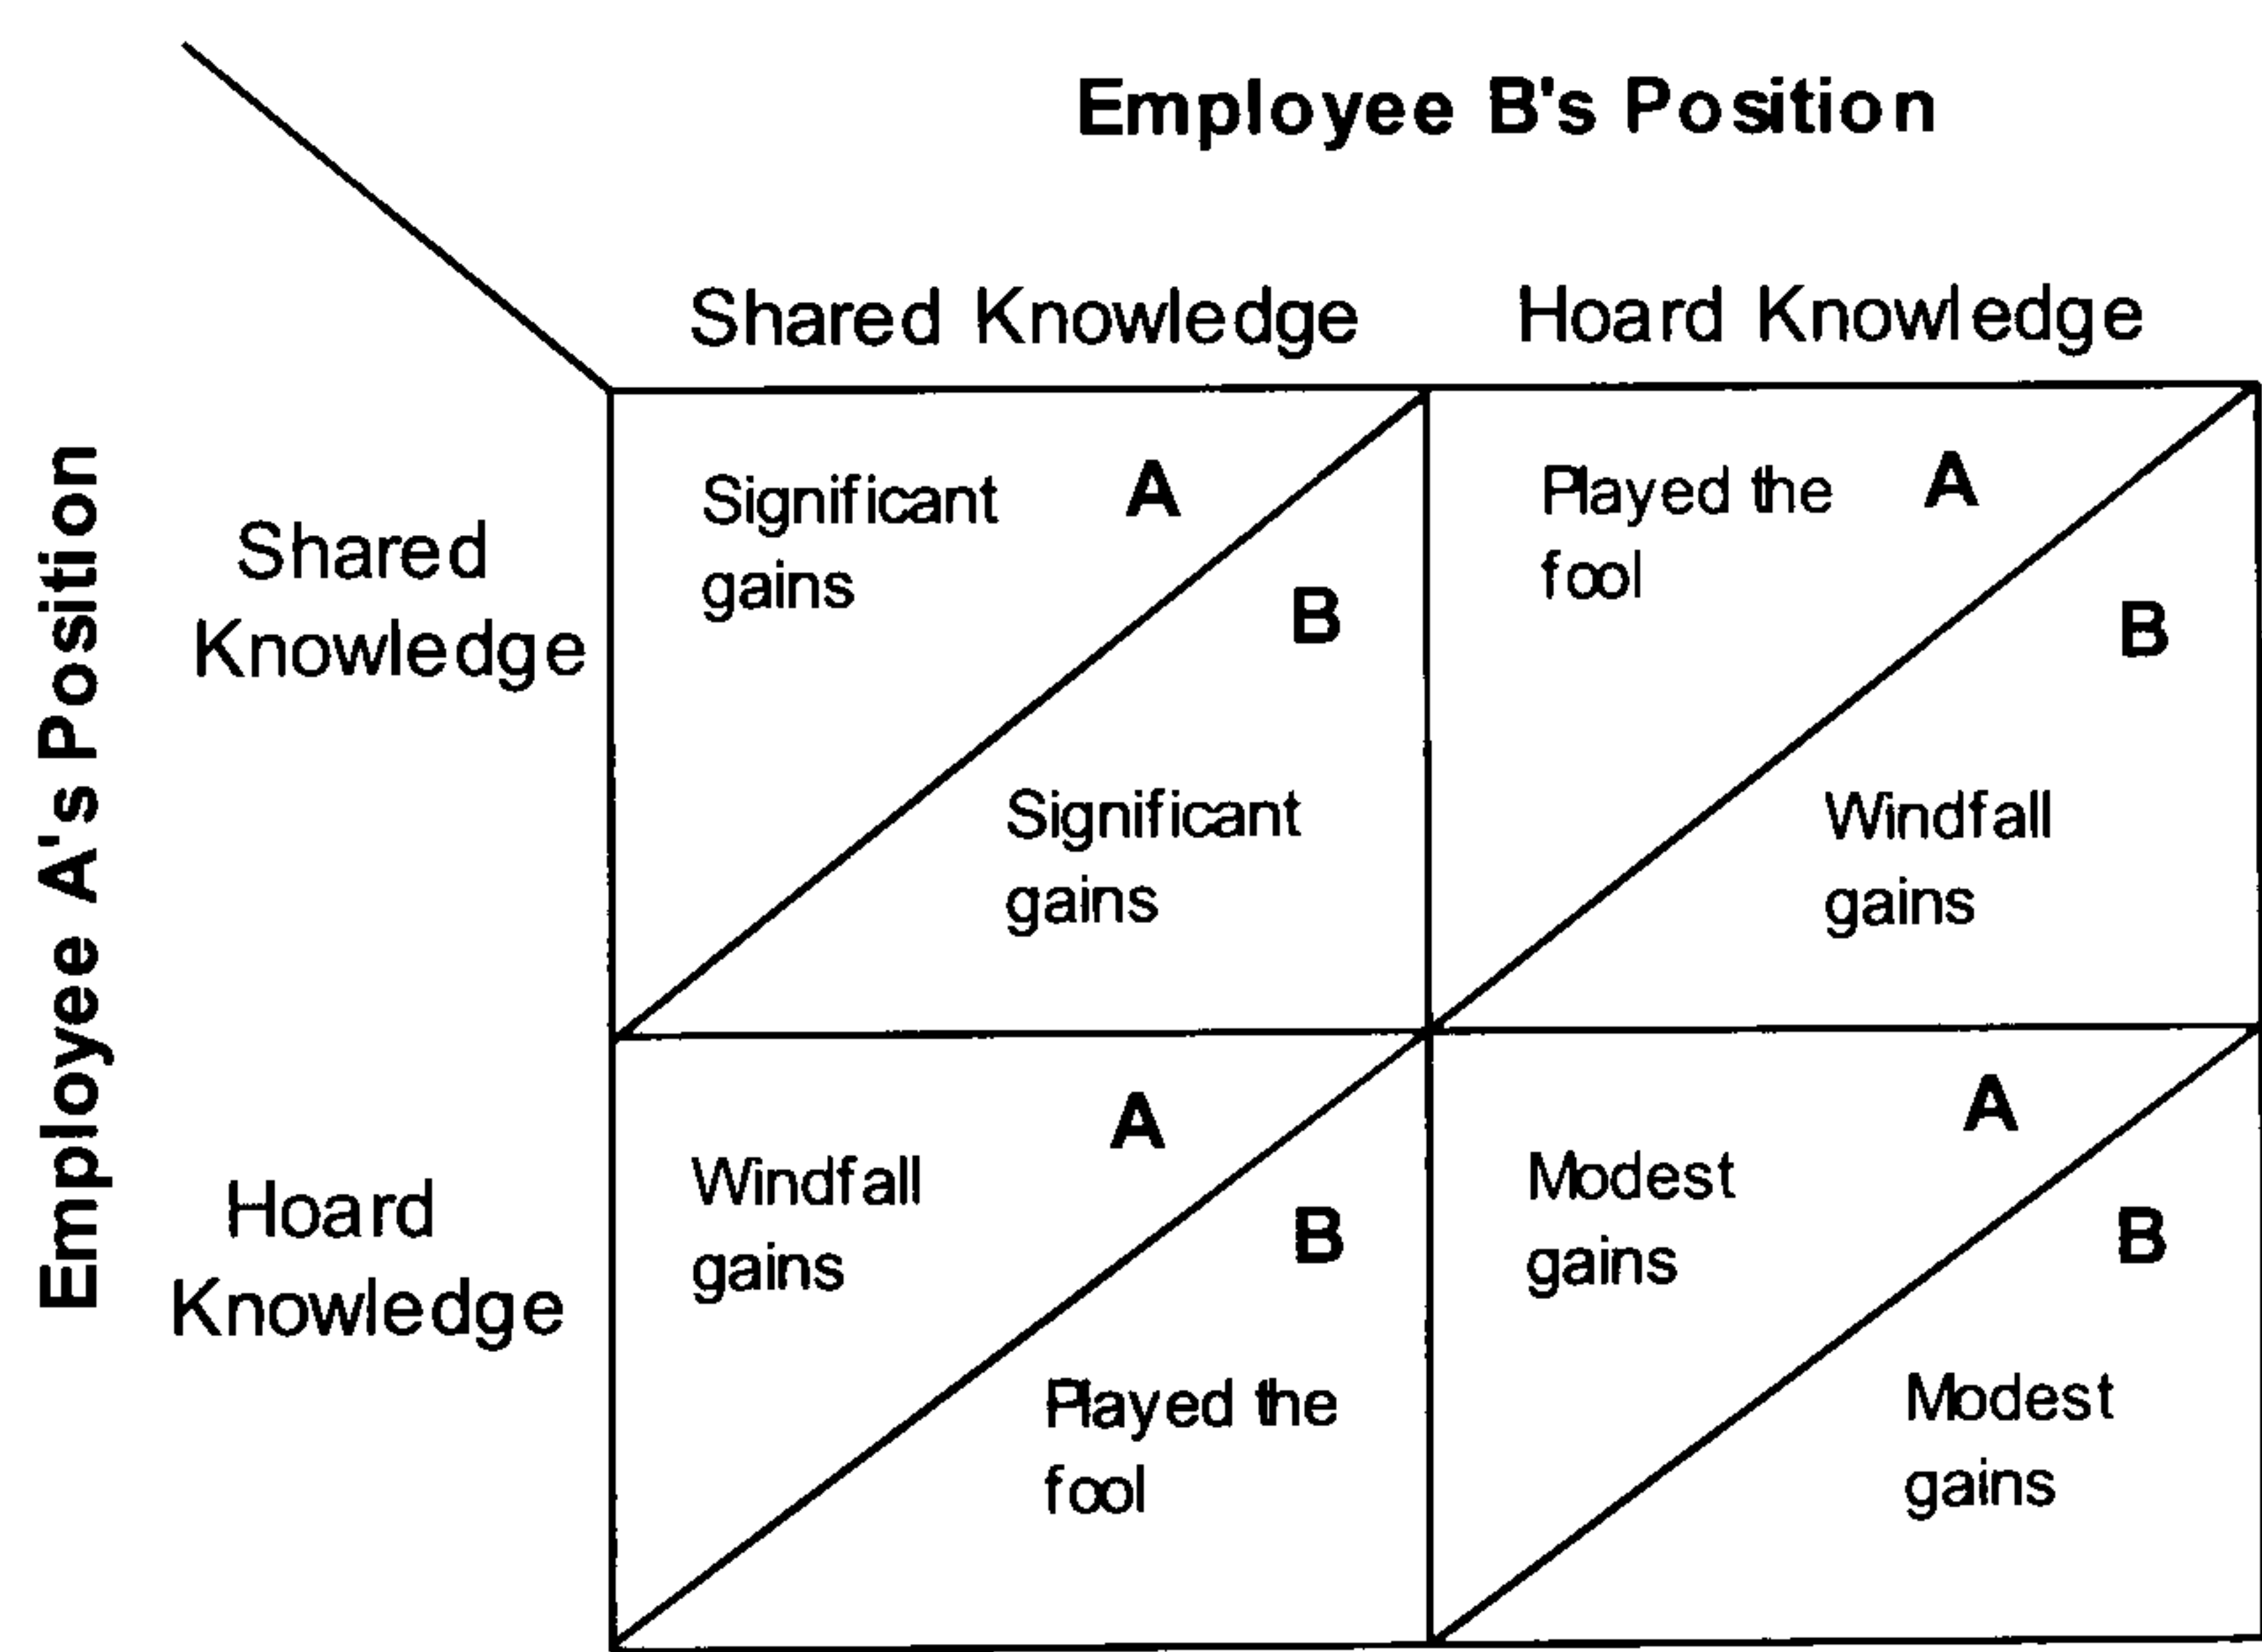 Employee B's Position
Shared Knowledge
Hoard Knowledge
Employee A's Position
Shared
Knowledge
Significant
gains
A
B
Significant
gains
Played the
fool
A
B
Windfall
gains
Hoard
Knowledge
Windfall
gains
A
B
Played the
fool
Modest
gains
A
B
Modest
gains